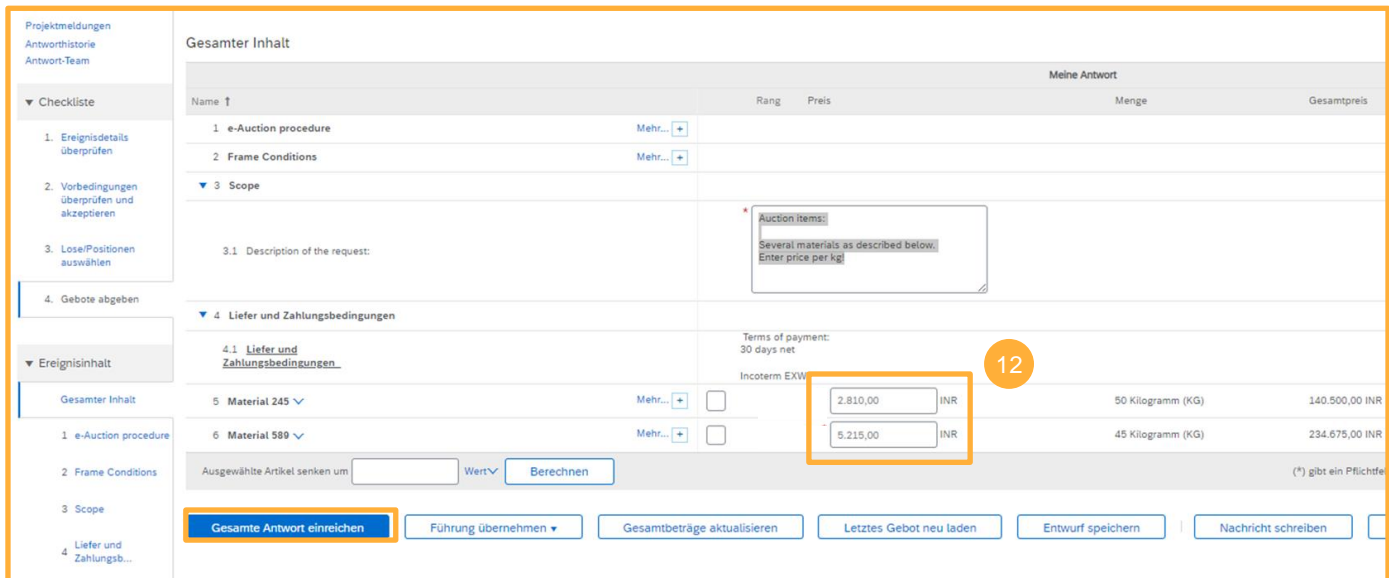 Projektmeldungen
Antworthistorie
Antwort-Team
Checkliste
1. Ereignisdetails
überprüfen
2. Vorbedingungen
überprüfen und
akzeptieren
3. Lose/Positionen
auswählen
4. Gebote abgeben
Ereignisinhalt
Gesamter Inhalt
1 e-Auction procedure
2 Frame Conditions
3 Scope
4 Liefer und
Zahlungsb...
Gesamter Inhalt
Meine Antwort
Name ↑ Rang Preis Menge Gesamtpreis
1 e-Auction procedure Mehr... +
2 Frame Conditions Mehr... +
3 Scope
3.1 Description of the request:
* Auction items:
Several materials as described below.
Enter price per kg!
4 Liefer und Zahlungsbedingungen
4.1 Liefer und
Zahlungsbedingungen
Terms of payment:
30 days net
Incoterm EXW
12
5 Material 245 Mehr... + 2.810,00 INR 50 Kilogramm (KG) 140.500,00 INR
6 Material 589 Mehr... + 5.215,00 INR 45 Kilogramm (KG) 234.675,00 INR
Ausgewählte Artikel senken um Wert Berechnen (*) gibt ein Pflichtfel
Gesamte Antwort einreichen Führung übernehmen Gesamtbeträge aktualisieren Letztes Gebot neu laden Entwurf speichern Nachricht schreiben